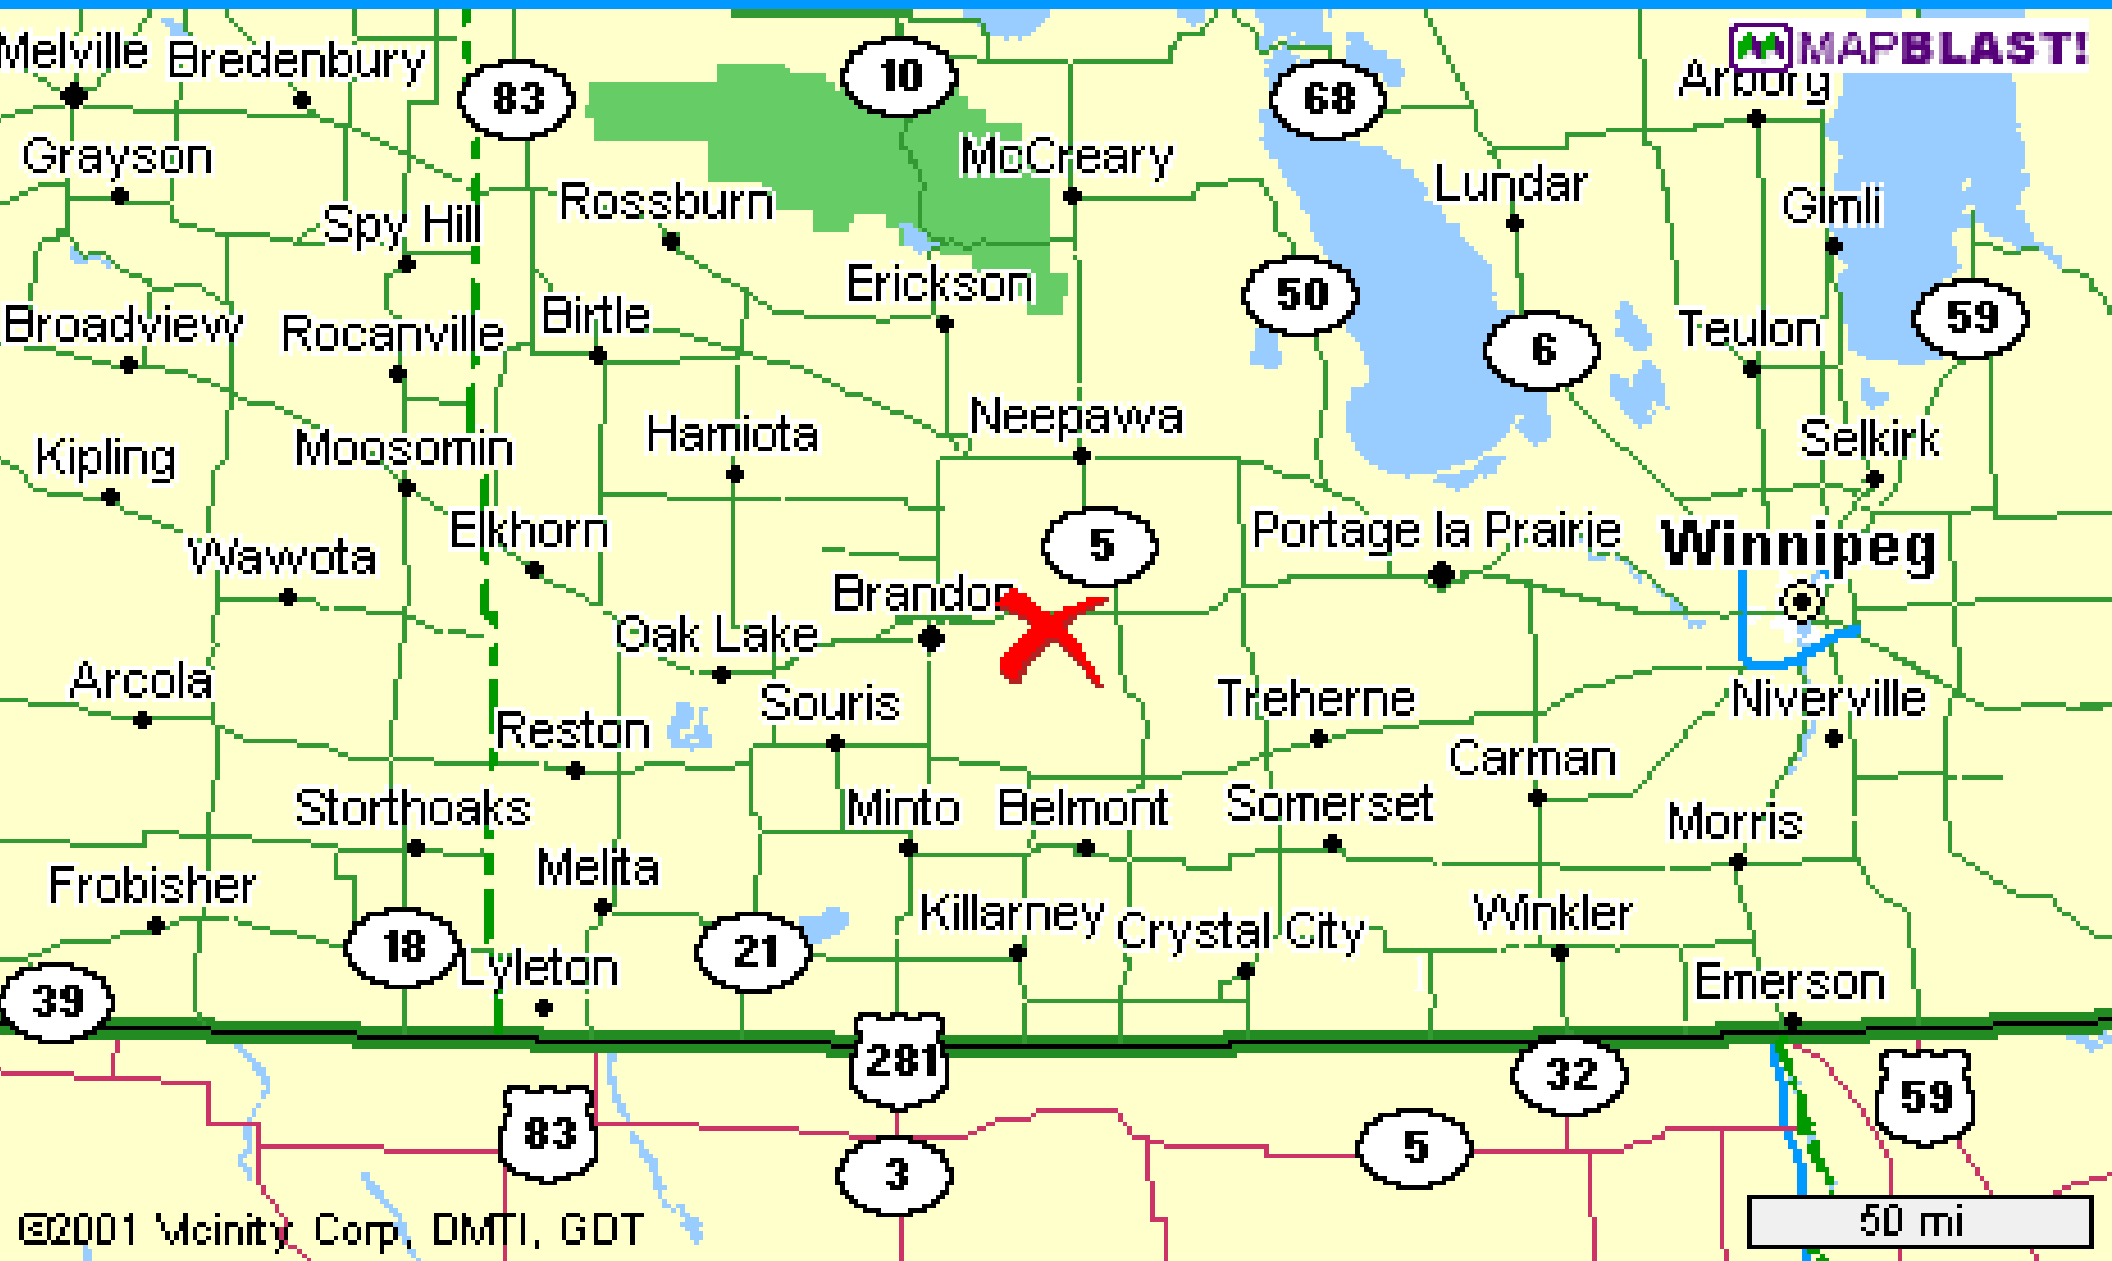 MAPBLAST!
Melville
Bredenbury
83
10
68
Arborg
Grayson
McCreary
Lundar
Spy Hill
Rossburn
Gimli
Erickson
50
59
Broadview
Rocanville
Birtle
6
Teulon
Kipling
Moosomin
Hamiota
Neepawa
Selkirk
Wawota
Elkhorn
5
Portage la Prairie
Winnipeg
Brandon
Oak Lake
Arcola
Reston
Souris
Treherne
Niverville
Carman
Storthoaks
Minto
Belmont
Somerset
Morris
Melita
Frobisher
Killarney
Crystal City
Winkler
18
Lyleton
21
Emerson
39
281
32
59
83
3
5
©2001 Vicinity Corp, DMTI, GDT
50 mi